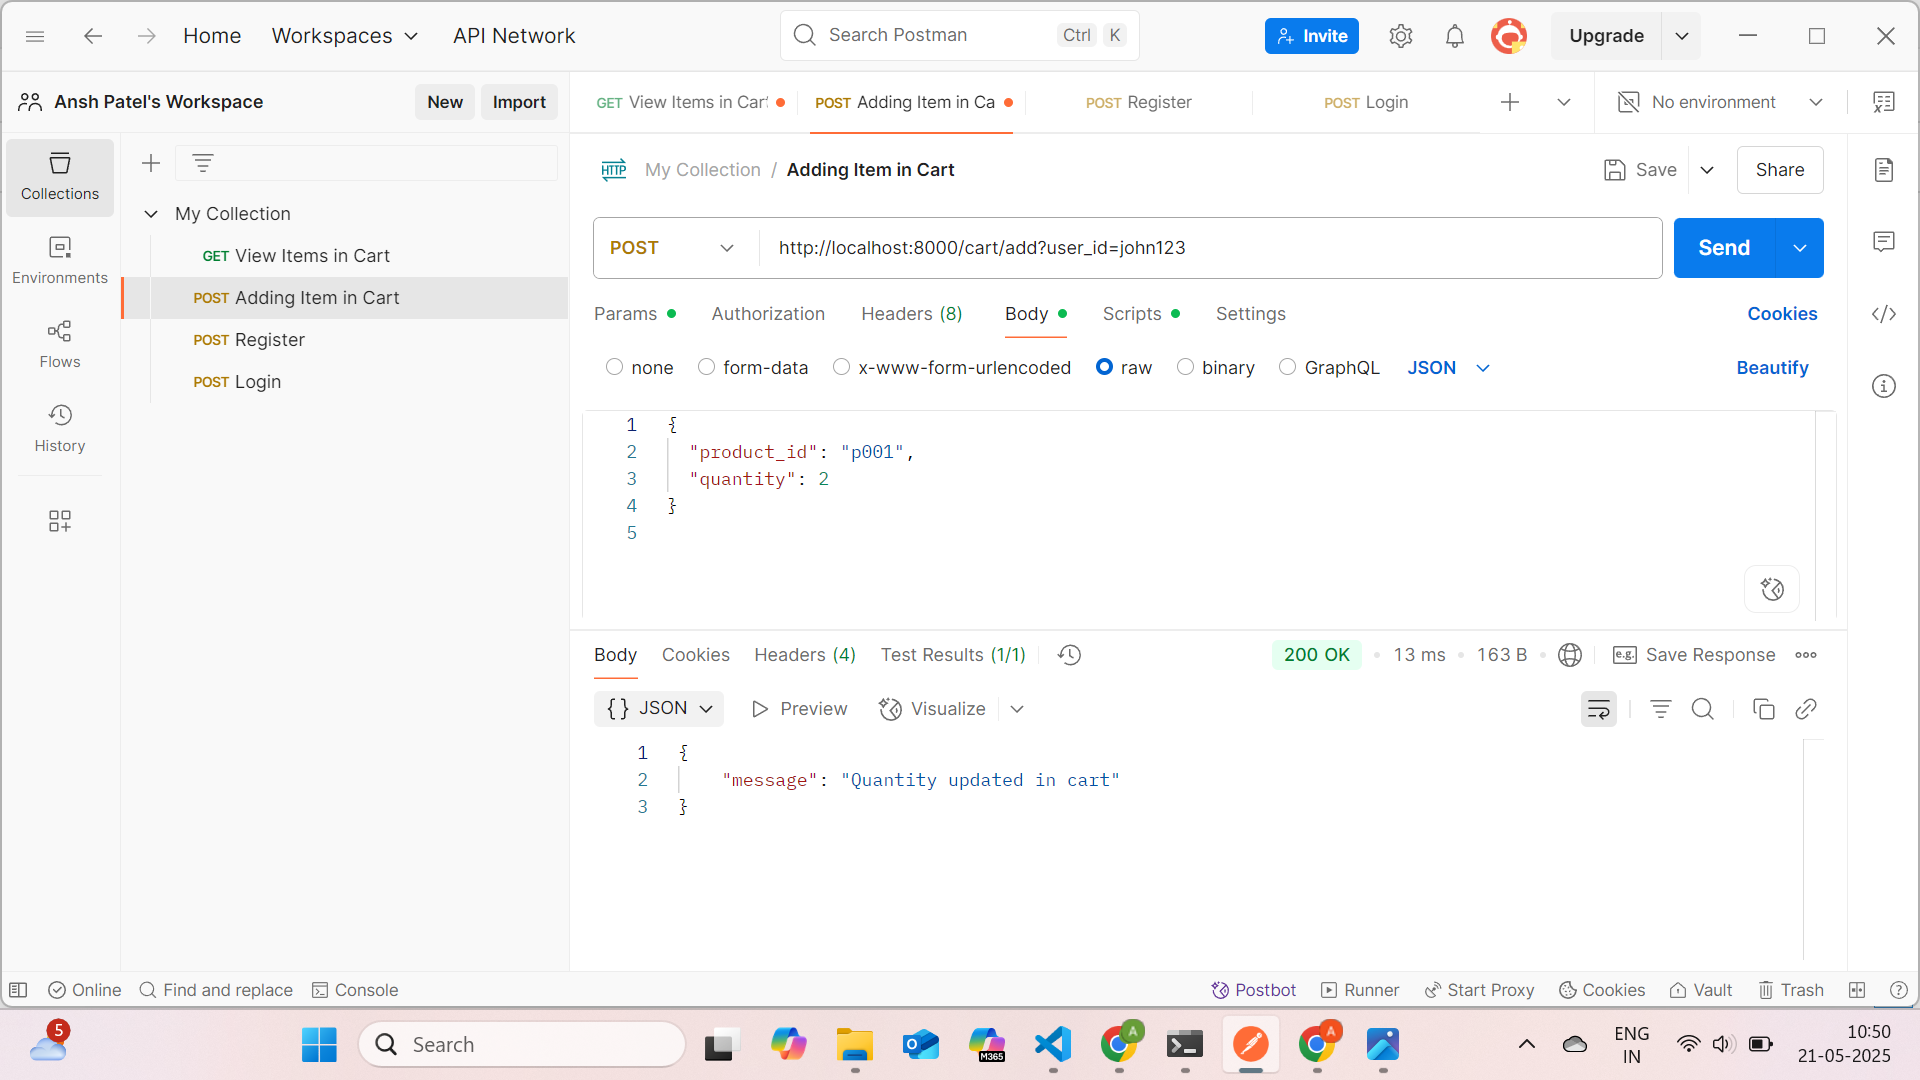 Home
Workspaces
API Network
Search Postman
Ctrl
K
Invite
Upgrade
Ansh Patel's Workspace
New
Import
GET View Items in Car
POST Adding Item in Ca
POST Register
POST Login
No environment
Collections
Environments
Flows
History
My Collection
GET View Items in Cart
POST Adding Item in Cart
POST Register
POST Login
HTTP
My Collection / Adding Item in Cart
Save
Share
POST
http://localhost:8000/cart/add?user_id=john123
Send
Params
Authorization
Headers (8)
Body
Scripts
Settings
Cookies
none
form-data
x-www-form-urlencoded
raw
binary
GraphQL
JSON
Beautify
1 {
2 "product_id": "p001",
3 "quantity": 2
4 }
5
Body
Cookies
Headers (4)
Test Results (1/1)
200 OK
13 ms
163 B
e.g.
Save Response
{} JSON
Preview
Visualize
1 {
2 "message": "Quantity updated in cart"
3 }
Online
Find and replace
Console
Postbot
Runner
Start Proxy
Cookies
Vault
Trash
5
Search
M365
A
A
ENG
IN
10:50
21-05-2025